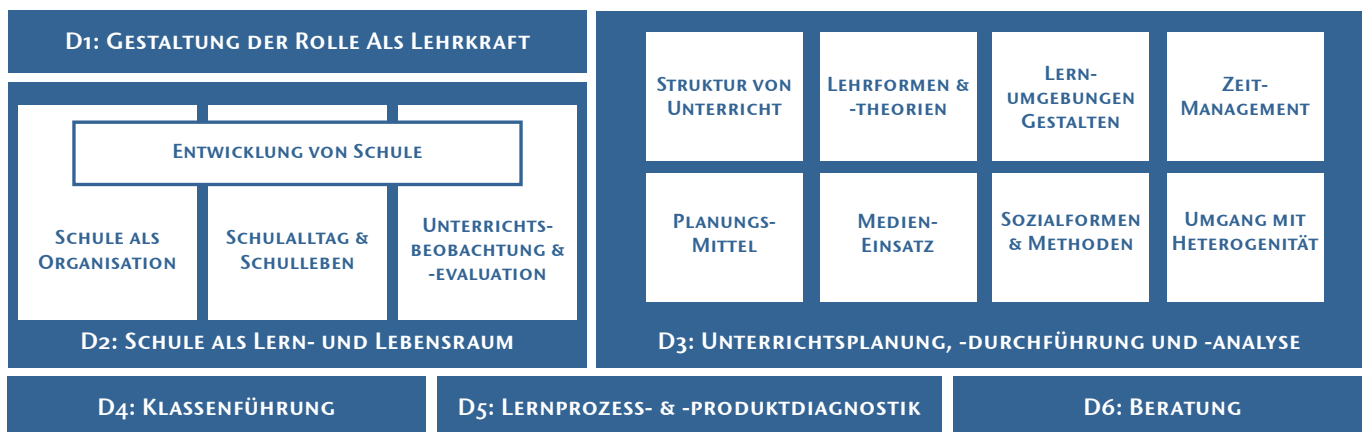 D1: Gestaltung der Rolle Als Lehrkraft
Entwicklung von Schule
Schule als
Organisation
Schulalltag &
Schulleben
Unterrichts-
beobachtung &
-evaluation
D2: Schule als Lern- und Lebensraum
Struktur von
Unterricht
Lehrformen &
-theorien
Lern-
umgebungen
Gestalten
Zeit-
Management
Planungs-
Mittel
Medien-
Einsatz
Sozialformen
& Methoden
Umgang mit
Heterogenität
D3: Unterrichtsplanung, -durchführung und -analyse
D4: Klassenführung
D5: Lernprozess- & -produktdiagnostik
D6: Beratung